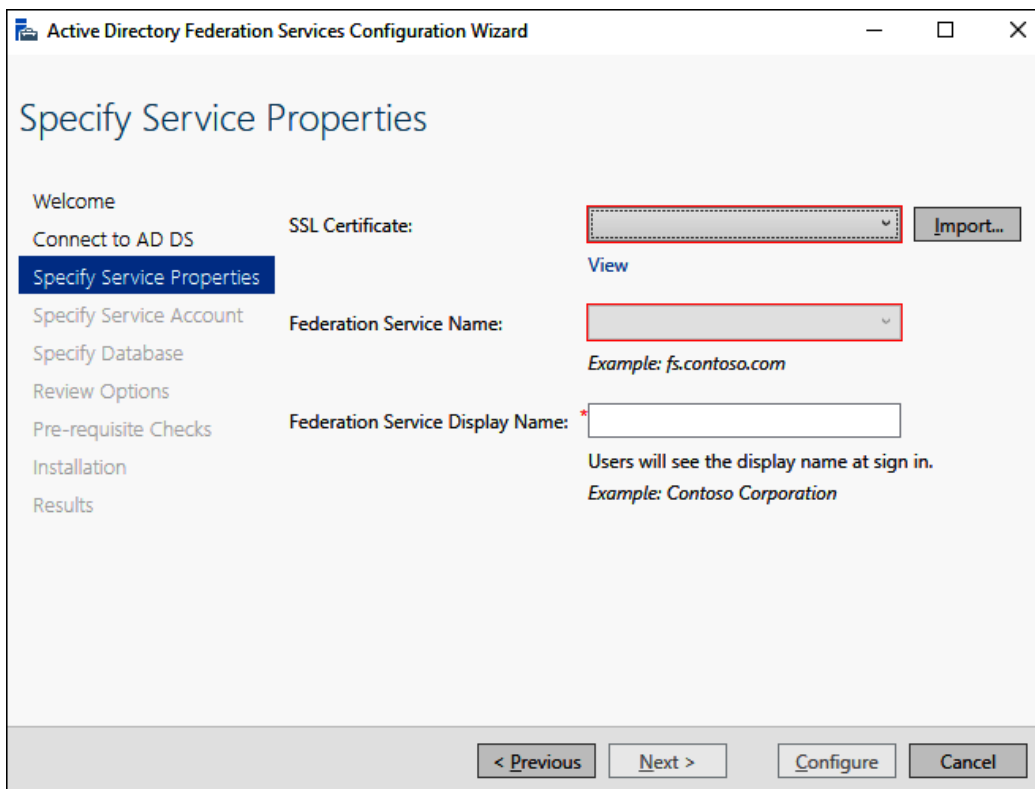 Active Directory Federation Services Configuration Wizard
Specify Service Properties
Welcome
Connect to AD DS
Specify Service Properties
Specify Service Account
Specify Database
Review Options
Pre-requisite Checks
Installation
Results
SSL Certificate:
Import...
View
Federation Service Name:
Example: fs.contoso.com
Federation Service Display Name: *
Users will see the display name at sign in.
Example: Contoso Corporation
< Previous
Next >
Configure
Cancel